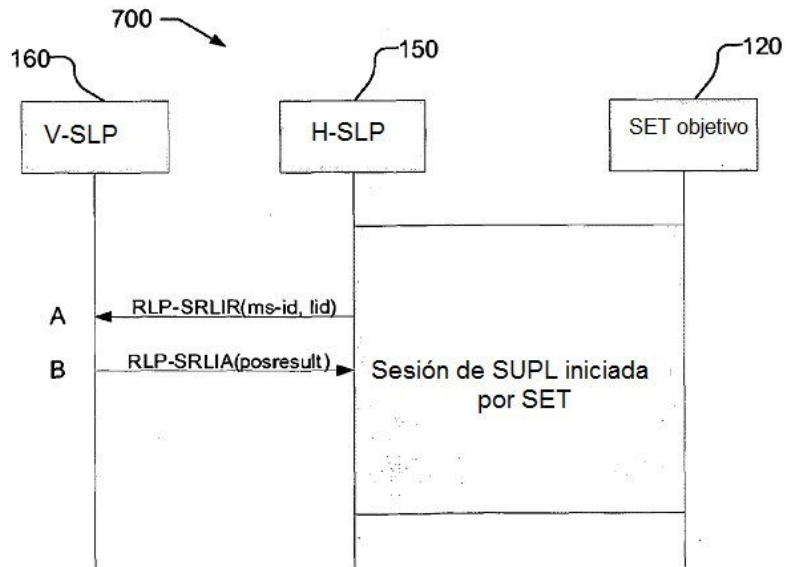 700
160
150
120
V-SLP
H-SLP
SET objetivo
A
RLP-SRLIR(ms-id, lid)
B
RLP-SRLIA(posresult)
Sesión de SUPL iniciada
por SET